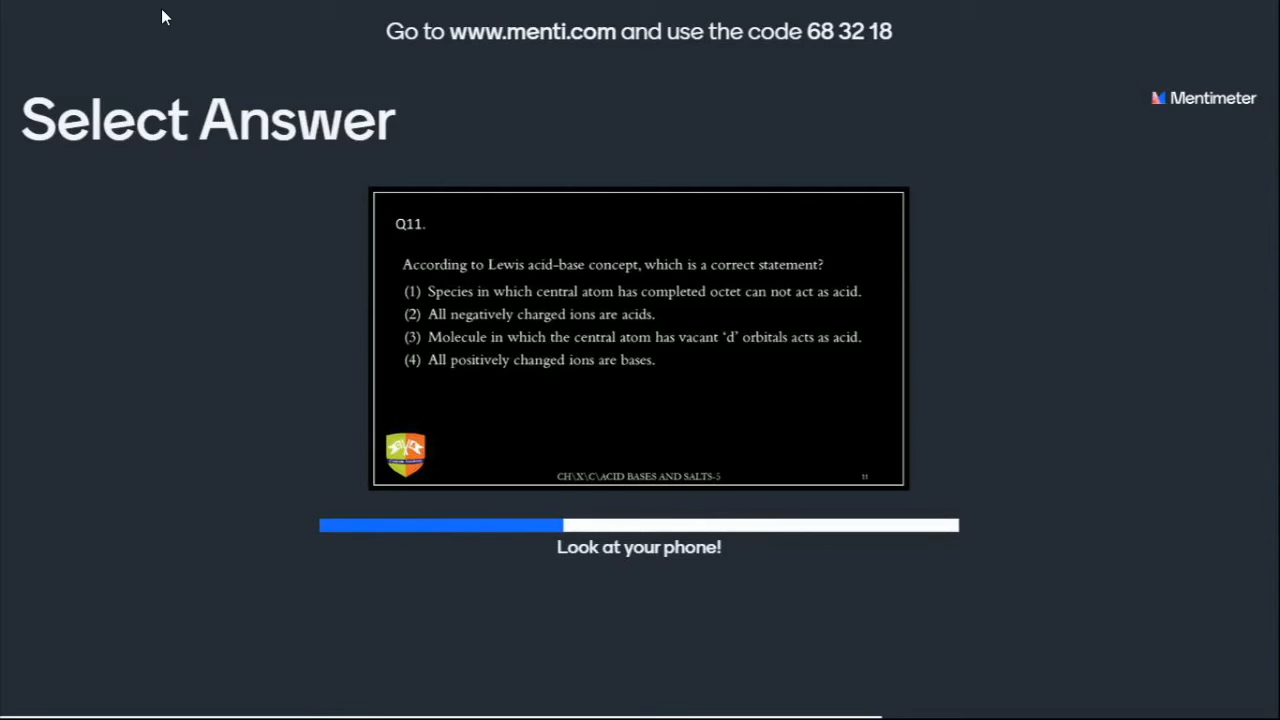 Go to www.menti.com and use the code 68 32 18
Mentimeter
Select Answer
Q11.
According to Lewis acid-base concept, which is a correct statement?
(1) Species in which central atom has completed octet can not act as acid.
(2) All negatively charged ions are acids.
(3) Molecule in which the central atom has vacant ‘d’ orbitals acts as acid.
(4) All positively changed ions are bases.
CH\X\C\ACID BASES AND SALTS-5
11
Look at your phone!